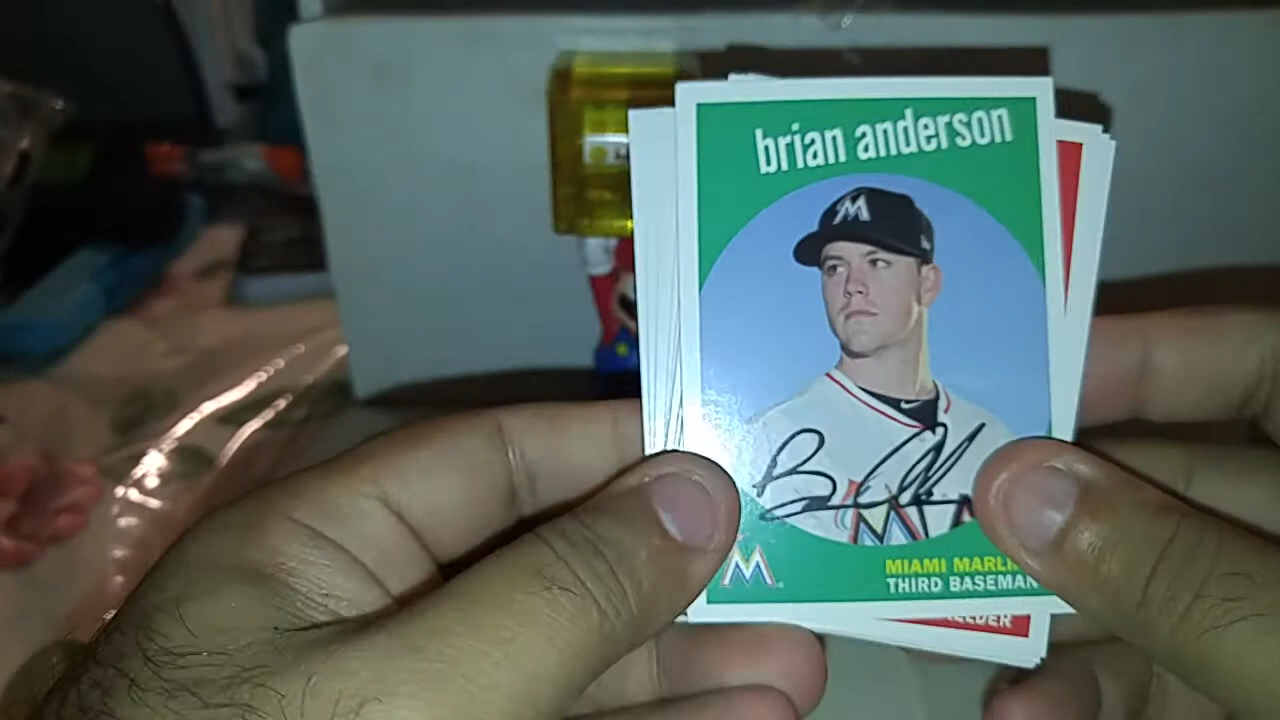 brian anderson
M
M
MIAMI MARLI
THIRD BASEMAN
ELDER